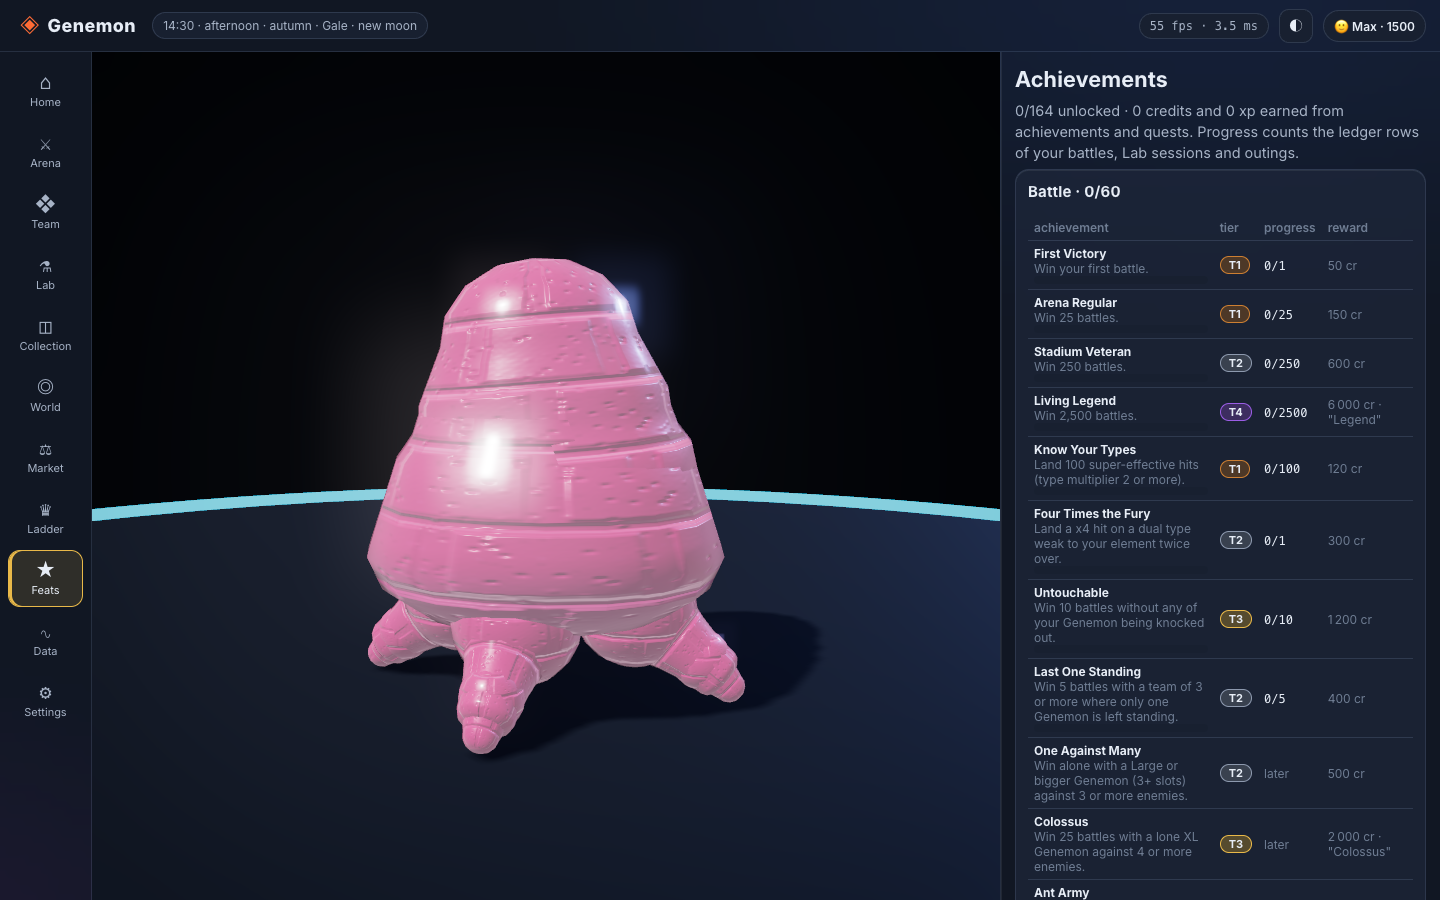 Genemon
14:30 · afternoon · autumn · Gale · new moon
55 fps · 3.5 ms
Max · 1500
Home
Arena
Team
Lab
Collection
World
Market
Ladder
Feats
Data
Settings
Achievements
0/164 unlocked · 0 credits and 0 xp earned from
achievements and quests. Progress counts the ledger rows
of your battles, Lab sessions and outings.
Battle · 0/60
achievement tier progress reward
First Victory
Win your first battle.
T1 0/1 50 cr
Arena Regular
Win 25 battles.
T1 0/25 150 cr
Stadium Veteran
Win 250 battles.
T2 0/250 600 cr
Living Legend
Win 2,500 battles.
T4 0/2500 6 000 cr ·
"Legend"
Know Your Types
Land 100 super-effective hits
(type multiplier 2 or more).
T1 0/100 120 cr
Four Times the Fury
Land a x4 hit on a dual type
weak to your element twice
over.
T2 0/1 300 cr
Untouchable
Win 10 battles without any of
your Genemon being knocked
out.
T3 0/10 1 200 cr
Last One Standing
Win 5 battles with a team of 3
or more where only one
Genemon is left standing.
T2 0/5 400 cr
One Against Many
Win alone with a Large or
bigger Genemon (3+ slots)
against 3 or more enemies.
T2 later 500 cr
Colossus
Win 25 battles with a lone XL
Genemon against 4 or more
enemies.
T3 later 2 000 cr ·
"Colossus"
Ant Army